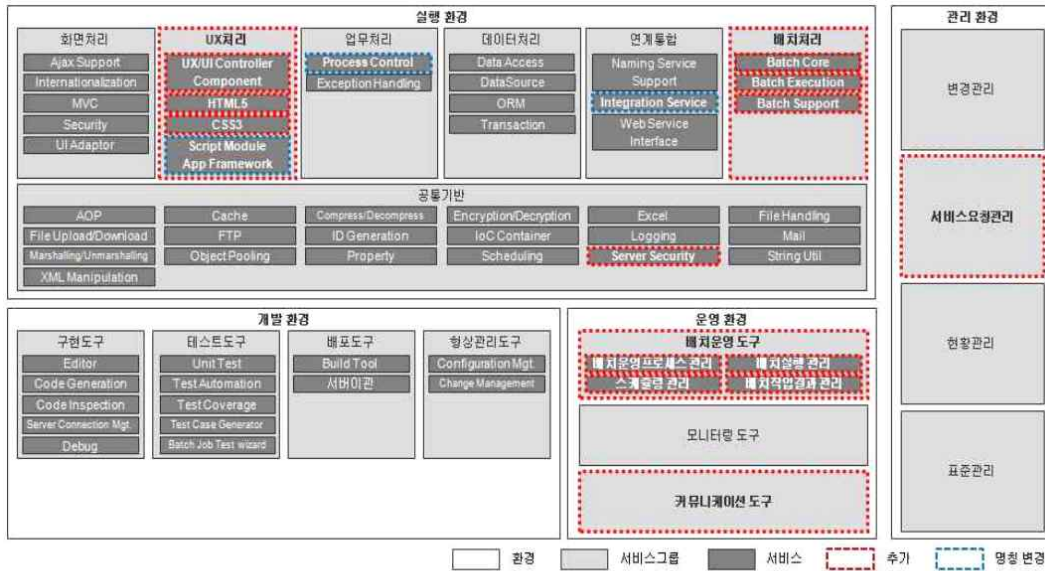 실행 환경
화면처리
Ajax Support
Internationalization
MVC
Security
UI Adaptor
UX처리
UX/UI Controller
Component
HTML5
CSS3
Script Module
App Framework
업무처리
Process Control
Exception Handling
데이터처리
Data Access
DataSource
ORM
Transaction
연계통합
Naming Service
Support
Integration Service
Web Service
Interface
배치처리
Batch Core
Batch Execution
Batch Support
공통기반
AOP
Cache
Compress/Decompress
Encryption/Decryption
Excel
File Handling
File Upload/Download
FTP
ID Generation
IoC Container
Logging
Mail
Marshalling/Unmarshalling
Object Pooling
Property
Scheduling
Server Security
String Util
XML Manipulation
개발 환경
구현도구
Editor
Code Generation
Code Inspection
Server Connection Mgt.
Debug
테스트도구
Unit Test
Test Automation
Test Coverage
Test Case Generator
Batch Job Test wizard
배포도구
Build Tool
서버이관
형상관리도구
Configuration Mgt.
Change Management
운영 환경
배치운영 도구
배치운영프로세스 관리
배치실행 관리
스케줄링 관리
배치작업결과 관리
모니터링 도구
커뮤니케이션 도구
관리 환경
변경관리
서비스요청관리
현황관리
표준관리
환경
서비스그룹
서비스
추가
명칭 변경